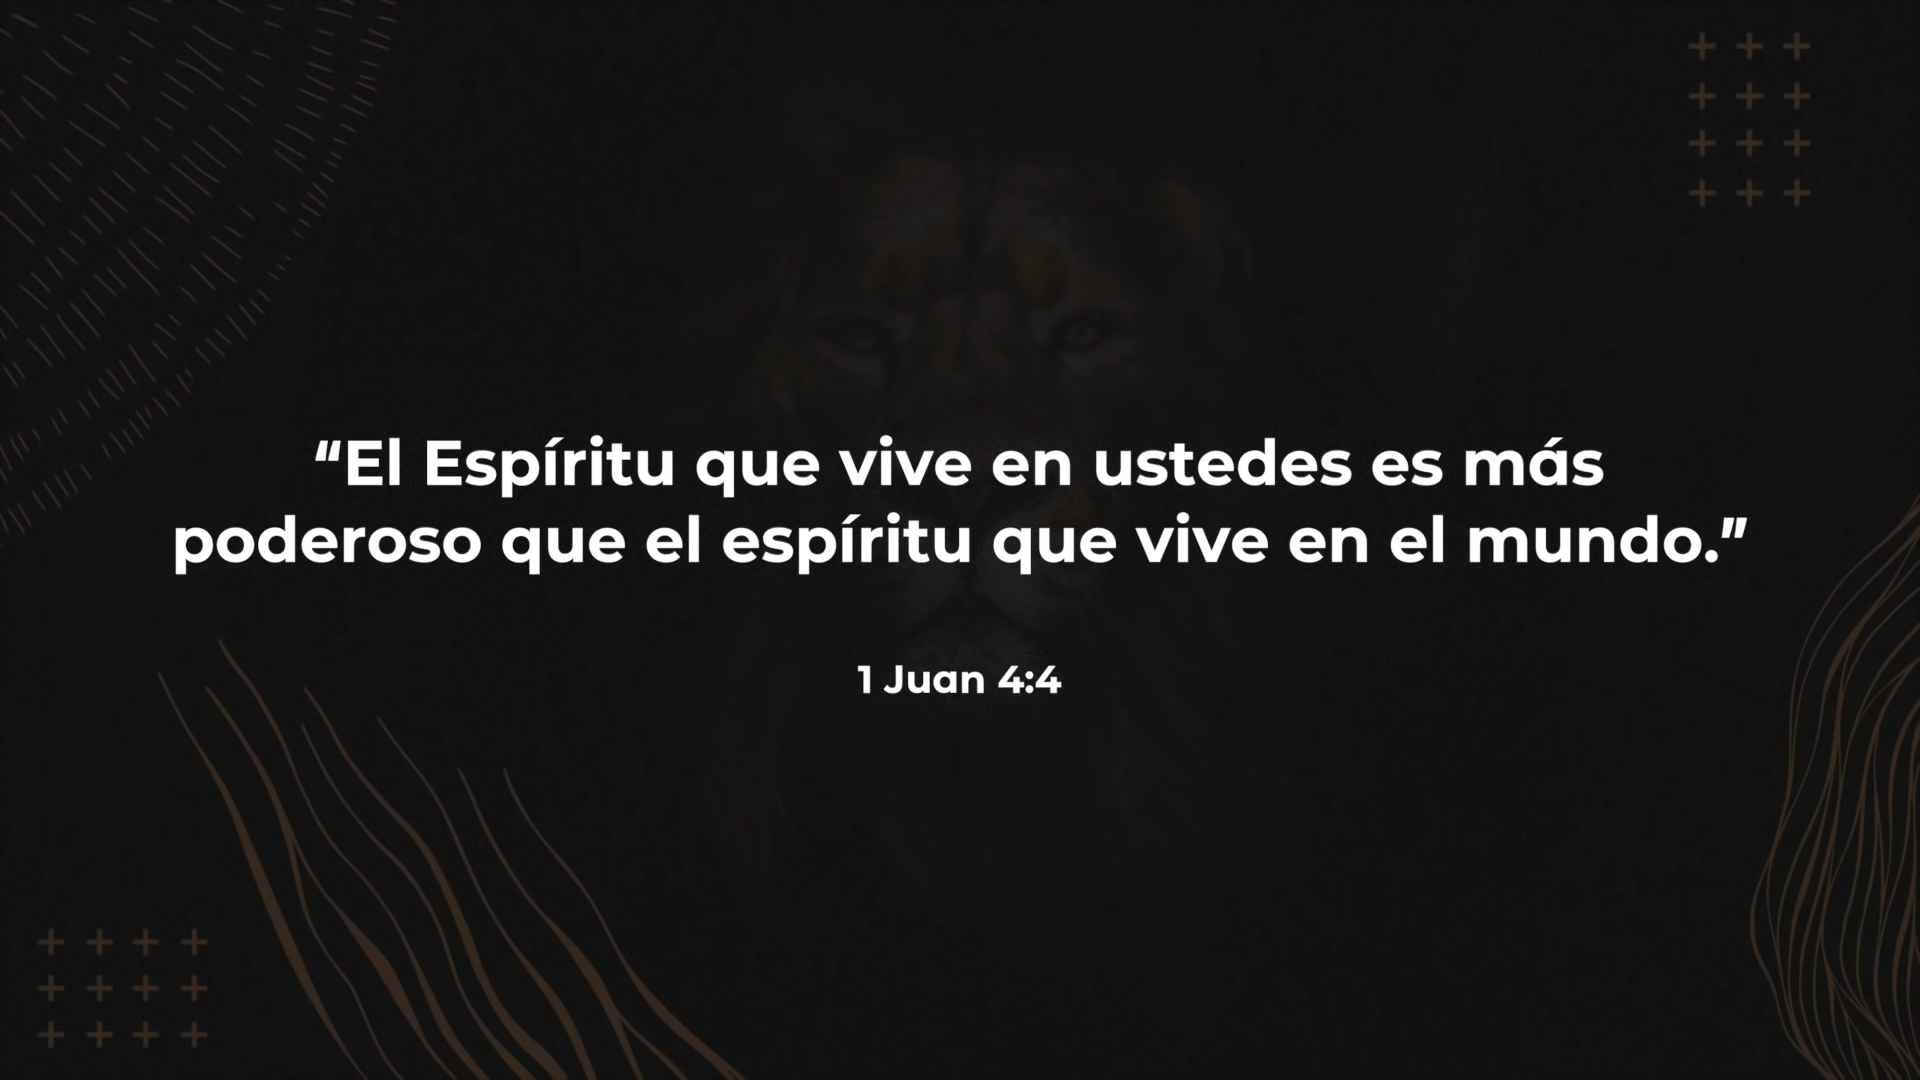 “El Espíritu que vive en ustedes es más
poderoso que el espíritu que vive en el mundo.”
1 Juan 4:4